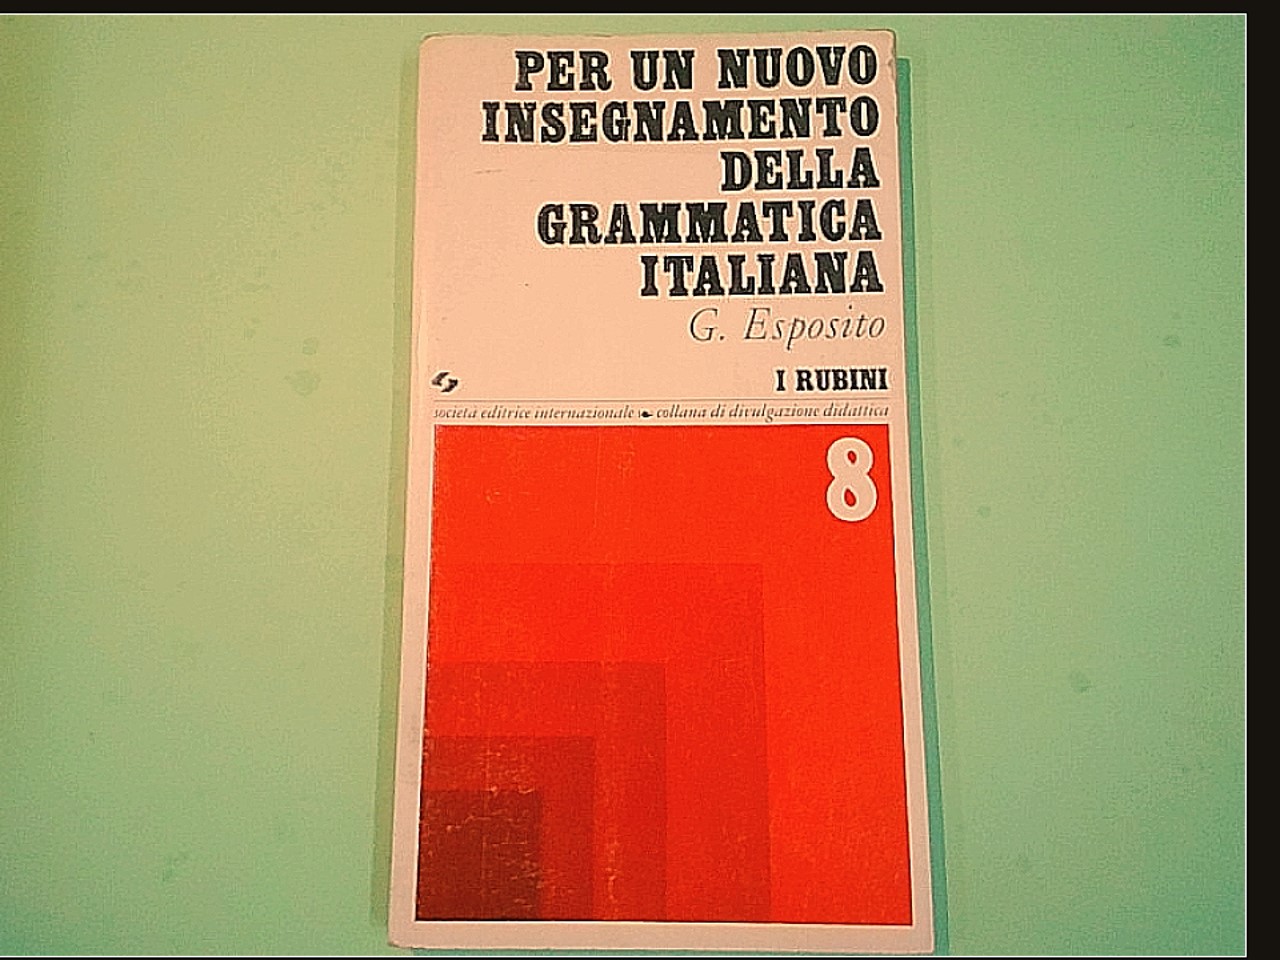 PER UN NUOVO
INSEGNAMENTO
DELLA
GRAMMATICA
ITALIANA
G. Esposito
I RUBINI
società editrice internazionale ❧ collana di divulgazione didattica
8